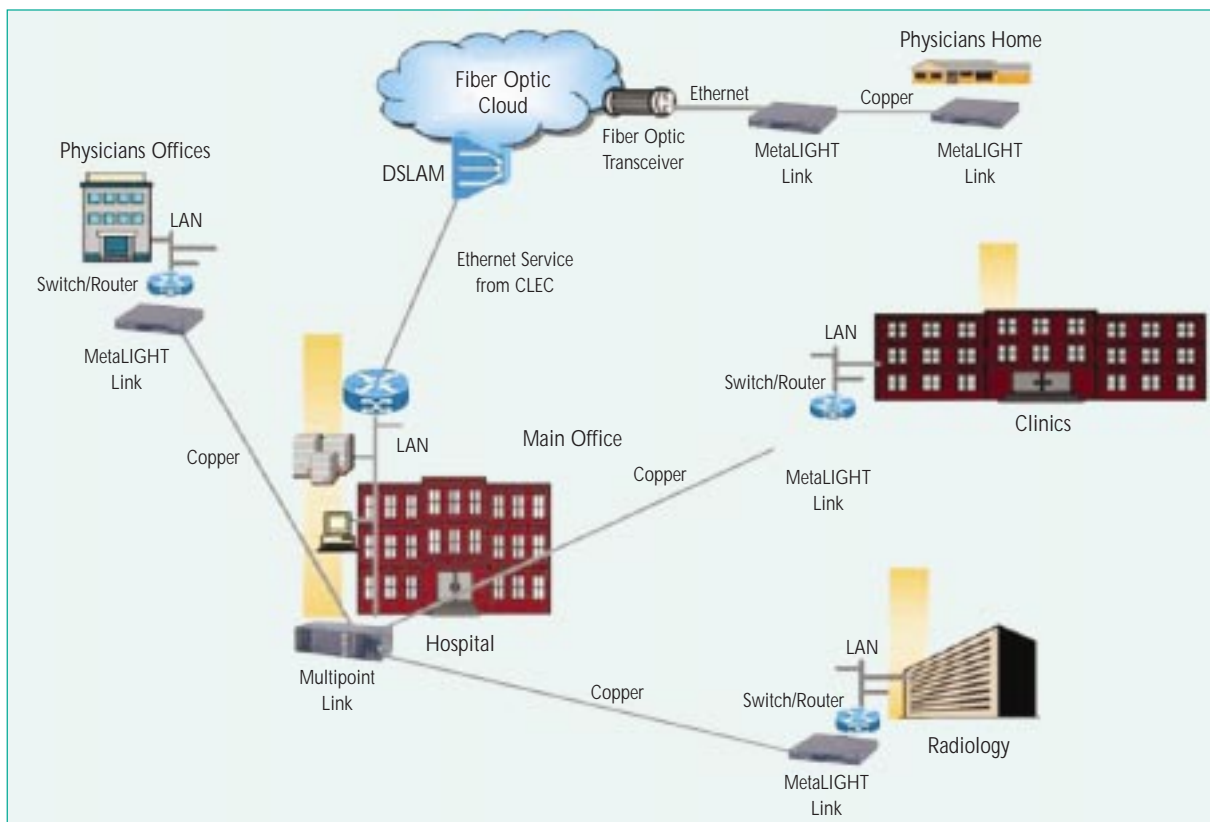 Physicians Home
Fiber Optic
Cloud
Ethernet
Copper
Fiber Optic
Transceiver
MetaLIGHT
Link
MetaLIGHT
Link
Physicians Offices
DSLAM
LAN
Switch/Router
MetaLIGHT
Link
Ethernet Service
from CLEC
LAN
Switch/Router
Clinics
Main Office
LAN
Copper
Copper
MetaLIGHT
Link
Hospital
Multipoint
Link
LAN
Copper
Switch/Router
Radiology
MetaLIGHT
Link